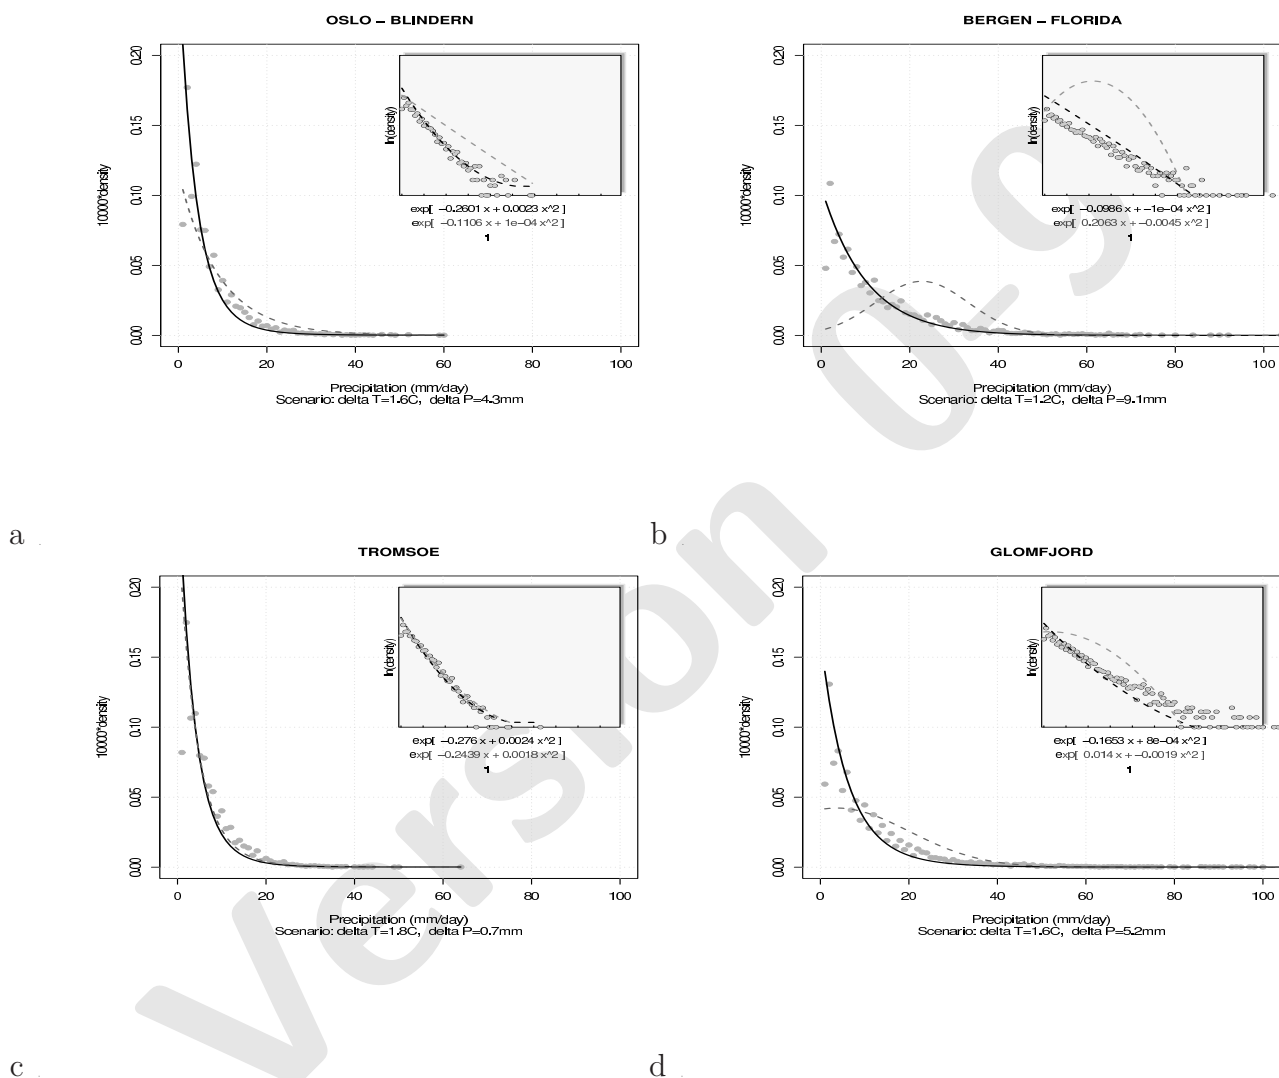 OSLO – BLINDERN
0.20
0.15
0.10
0.05
0.00
10000*density
ln(density)
exp[ −0.2601 x + 0.0023 x^2 ]
exp[ −0.1106 x + 1e−04 x^2 ]
1
0 20 40 60 80 100
Precipitation (mm/day)
Scenario: delta T=1.6C, delta P=4.3mm
a
BERGEN – FLORIDA
0.20
0.15
0.10
0.05
0.00
10000*density
ln(density)
exp[ −0.0986 x + −1e−04 x^2 ]
exp[ 0.2063 x + −0.0045 x^2 ]
1
0 20 40 60 80 100
Precipitation (mm/day)
Scenario: delta T=1.2C, delta P=9.1mm
b
TROMSOE
0.20
0.15
0.10
0.05
0.00
10000*density
ln(density)
exp[ −0.276 x + 0.0024 x^2 ]
exp[ −0.2439 x + 0.0018 x^2 ]
1
0 20 40 60 80 100
Precipitation (mm/day)
Scenario: delta T=1.8C, delta P=0.7mm
c
GLOMFJORD
0.20
0.15
0.10
0.05
0.00
10000*density
ln(density)
exp[ −0.1653 x + 8e−04 x^2 ]
exp[ 0.014 x + −0.0019 x^2 ]
1
0 20 40 60 80 100
Precipitation (mm/day)
Scenario: delta T=1.6C, delta P=5.2mm
d
Version 0-9